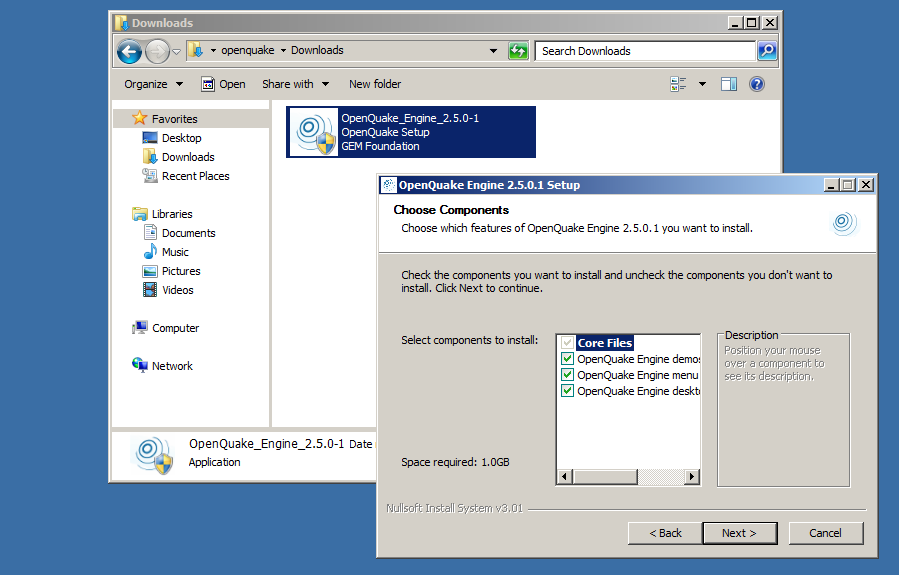 Downloads
openquake Downloads
Search Downloads
Organize Open Share with New folder
Favorites
Desktop
Downloads
Recent Places
Libraries
Documents
Music
Pictures
Videos
Computer
Network
OpenQuake_Engine_2.5.0-1
OpenQuake Setup
GEM Foundation
OpenQuake_Engine_2.5.0-1 Date
Application
OpenQuake Engine 2.5.0.1 Setup
Choose Components
Choose which features of OpenQuake Engine 2.5.0.1 you want to install.
Check the components you want to install and uncheck the components you don't want to
install. Click Next to continue.
Select components to install:
Core Files
OpenQuake Engine demos
OpenQuake Engine menu
OpenQuake Engine deskt
Description
Position your mouse
over a component to
see its description.
Space required: 1.0GB
Nullsoft Install System v3.01
< Back Next > Cancel